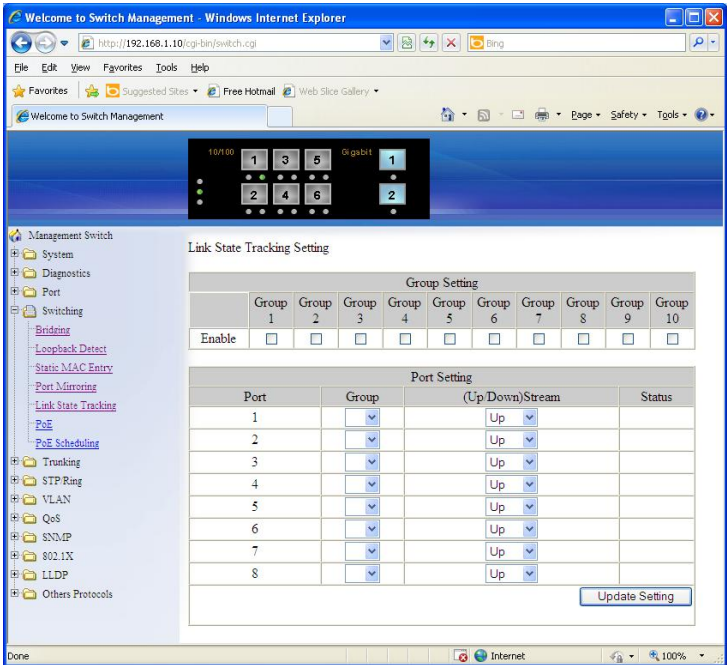 Welcome to Switch Management - Windows Internet Explorer
http://192.168.1.10/cgi-bin/switch.cgi
Bing
File Edit View Favorites Tools Help
Favorites Suggested Sites Free Hotmail Web Slice Gallery
Welcome to Switch Management
Page Safety Tools
10/100 1 3 5 Gigabit 1
2 4 6 2
Management Switch
System
Diagnostics
Port
Switching
Bridging
Loopback Detect
Static MAC Entry
Port Mirroring
Link State Tracking
PoE
PoE Scheduling
Trunking
STP/Ring
VLAN
QoS
SNMP
802.1X
LLDP
Others Protocols
Link State Tracking Setting
Group Setting
Group 1 Group 2 Group 3 Group 4 Group 5 Group 6 Group 7 Group 8 Group 9 Group 10
Enable
Port Setting
Port Group (Up/Down)Stream Status
1 Up
2 Up
3 Up
4 Up
5 Up
6 Up
7 Up
8 Up
Update Setting
Done Internet 100%